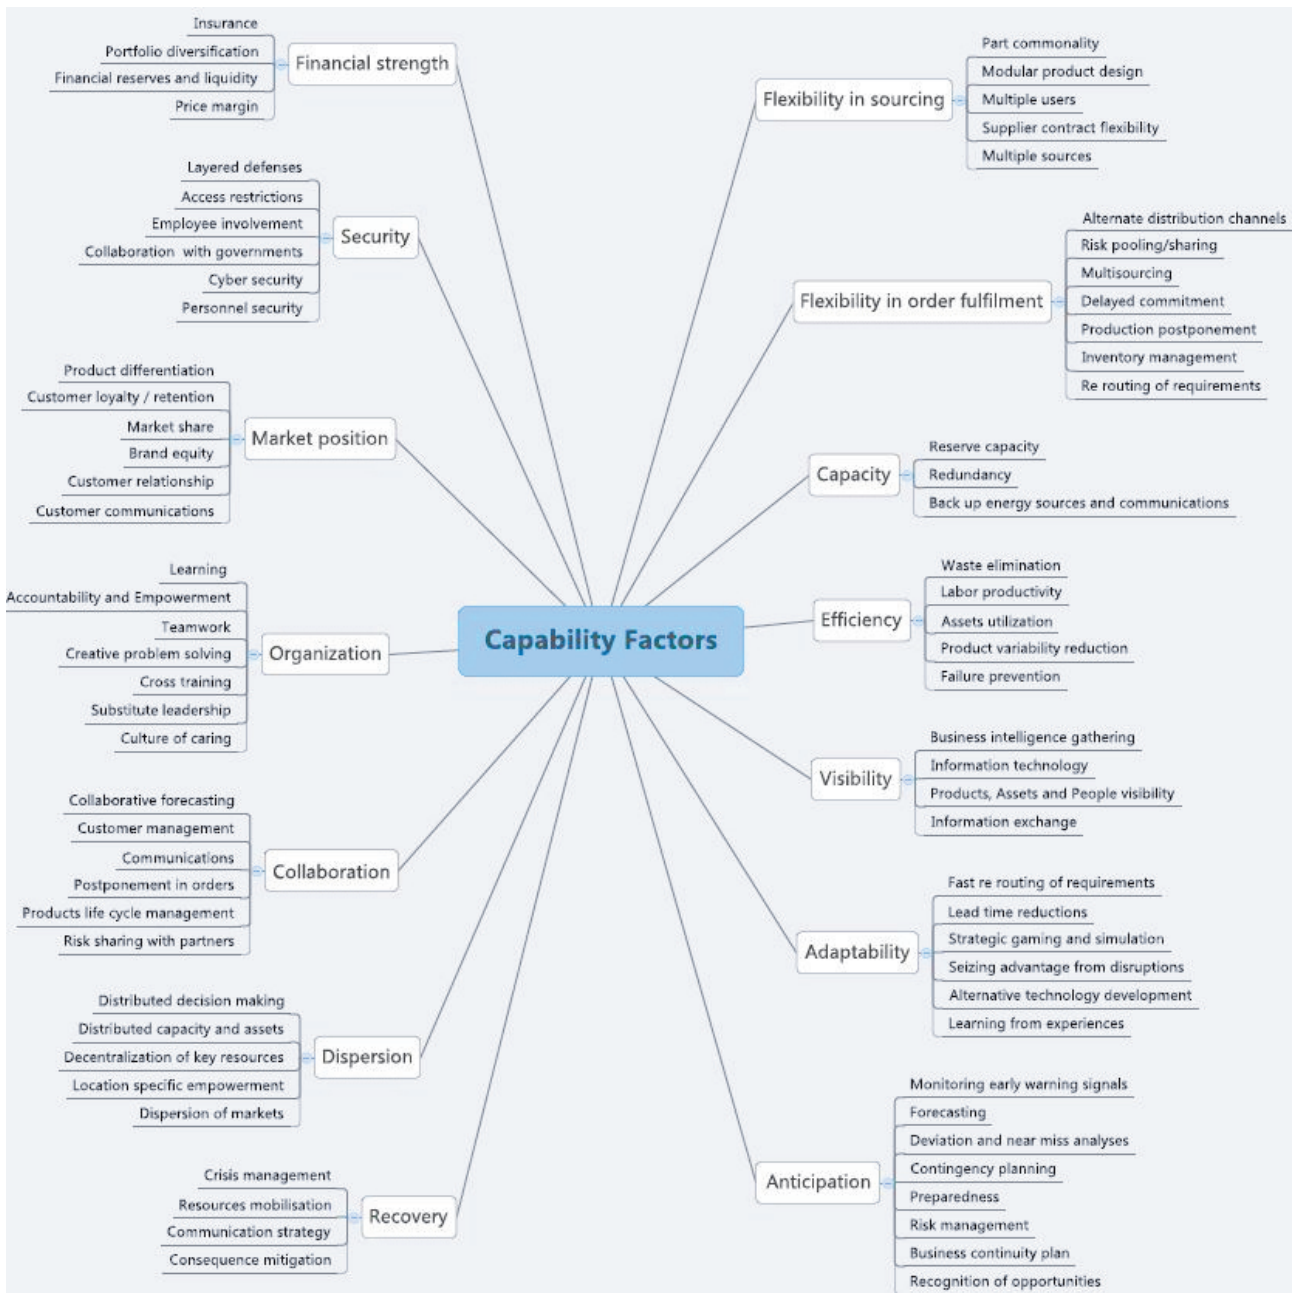 Capability Factors
Financial strength
Insurance
Portfolio diversification
Financial reserves and liquidity
Price margin
Security
Layered defenses
Access restrictions
Employee involvement
Collaboration  with governments
Cyber security
Personnel security
Market position
Product differentiation
Customer loyalty / retention
Market share
Brand equity
Customer relationship
Customer communications
Organization
Learning
Accountability and Empowerment
Teamwork
Creative problem solving
Cross training
Substitute leadership
Culture of caring
Collaboration
Collaborative forecasting
Customer management
Communications
Postponement in orders
Products life cycle management
Risk sharing with partners
Dispersion
Distributed decision making
Distributed capacity and assets
Decentralization of key resources
Location specific empowerment
Dispersion of markets
Recovery
Crisis management
Resources mobilisation
Communication strategy
Consequence mitigation
Flexibility in sourcing
Part commonality
Modular product design
Multiple users
Supplier contract flexibility
Multiple sources
Flexibility in order fulfilment
Alternate distribution channels
Risk pooling/sharing
Multisourcing
Delayed commitment
Production postponement
Inventory management
Re routing of requirements
Capacity
Reserve capacity
Redundancy
Back up energy sources and communications
Efficiency
Waste elimination
Labor productivity
Assets utilization
Product variability reduction
Failure prevention
Visibility
Business intelligence gathering
Information technology
Products, Assets and People visibility
Information exchange
Adaptability
Fast re routing of requirements
Lead time reductions
Strategic gaming and simulation
Seizing advantage from disruptions
Alternative technology development
Learning from experiences
Anticipation
Monitoring early warning signals
Forecasting
Deviation and near miss analyses
Contingency planning
Preparedness
Risk management
Business continuity plan
Recognition of opportunities